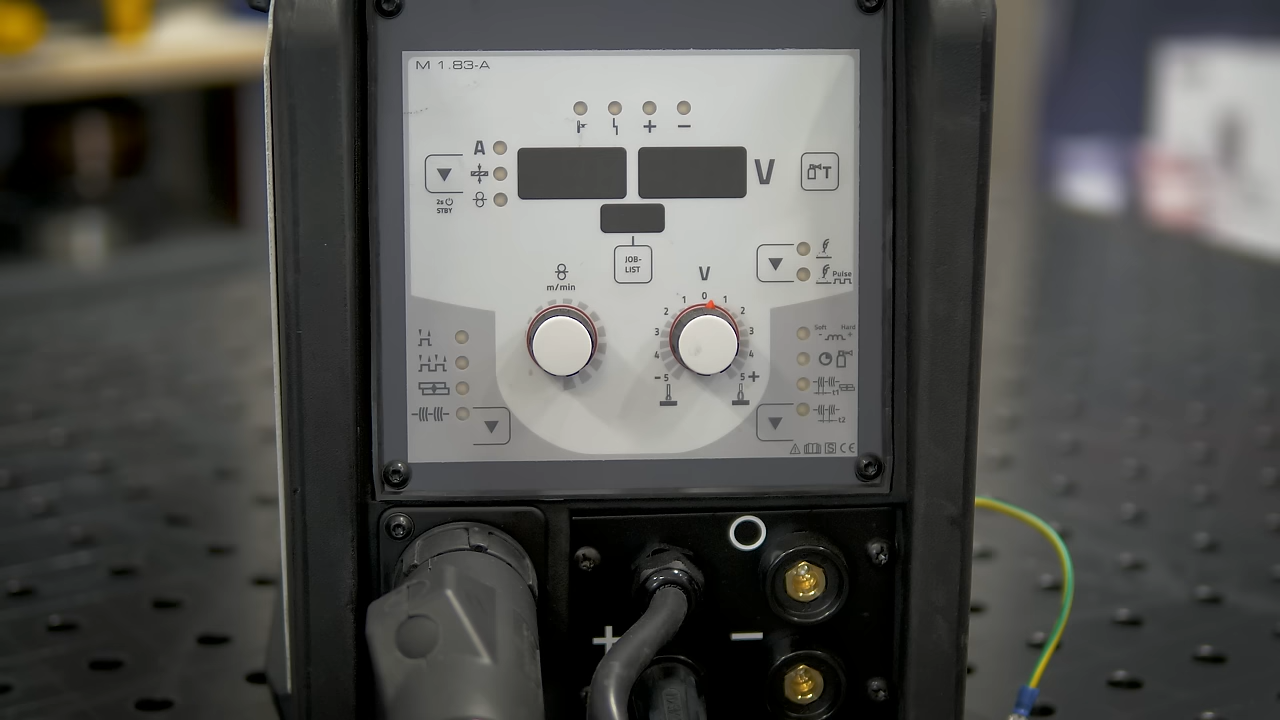 M 1.83-A
A
V
T
2s
STBY
JOB-
LIST
Pulse
m/min
V
1 0 1
2 2
3 3
4 4
- 5 5 +
Soft Hard
- +
t1
t2
S CE
+ -